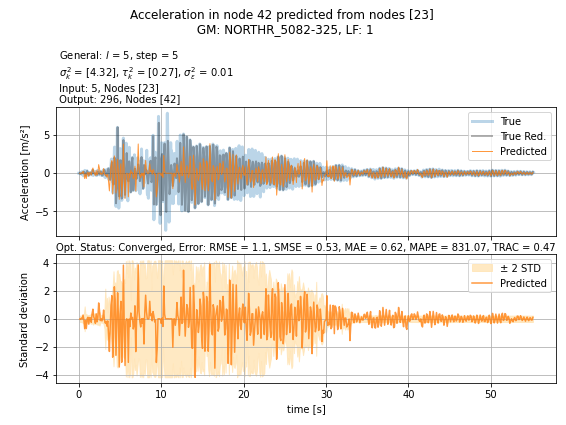 Acceleration in node 42 predicted from nodes [23]
GM: NORTHR_5082-325, LF: 1
General: l = 5, step = 5
σ²ₖ = [4.32], τ²ₖ = [0.27], σ²ε = 0.01
Input: 5, Nodes [23]
Output: 296, Nodes [42]
True
True Red.
Predicted
5
0
−5
Acceleration [m/s²]
Opt. Status: Converged, Error: RMSE = 1.1, SMSE = 0.53, MAE = 0.62, MAPE = 831.07, TRAC = 0.47
± 2 STD
Predicted
4
2
0
−2
−4
Standard deviation
0 10 20 30 40 50
time [s]